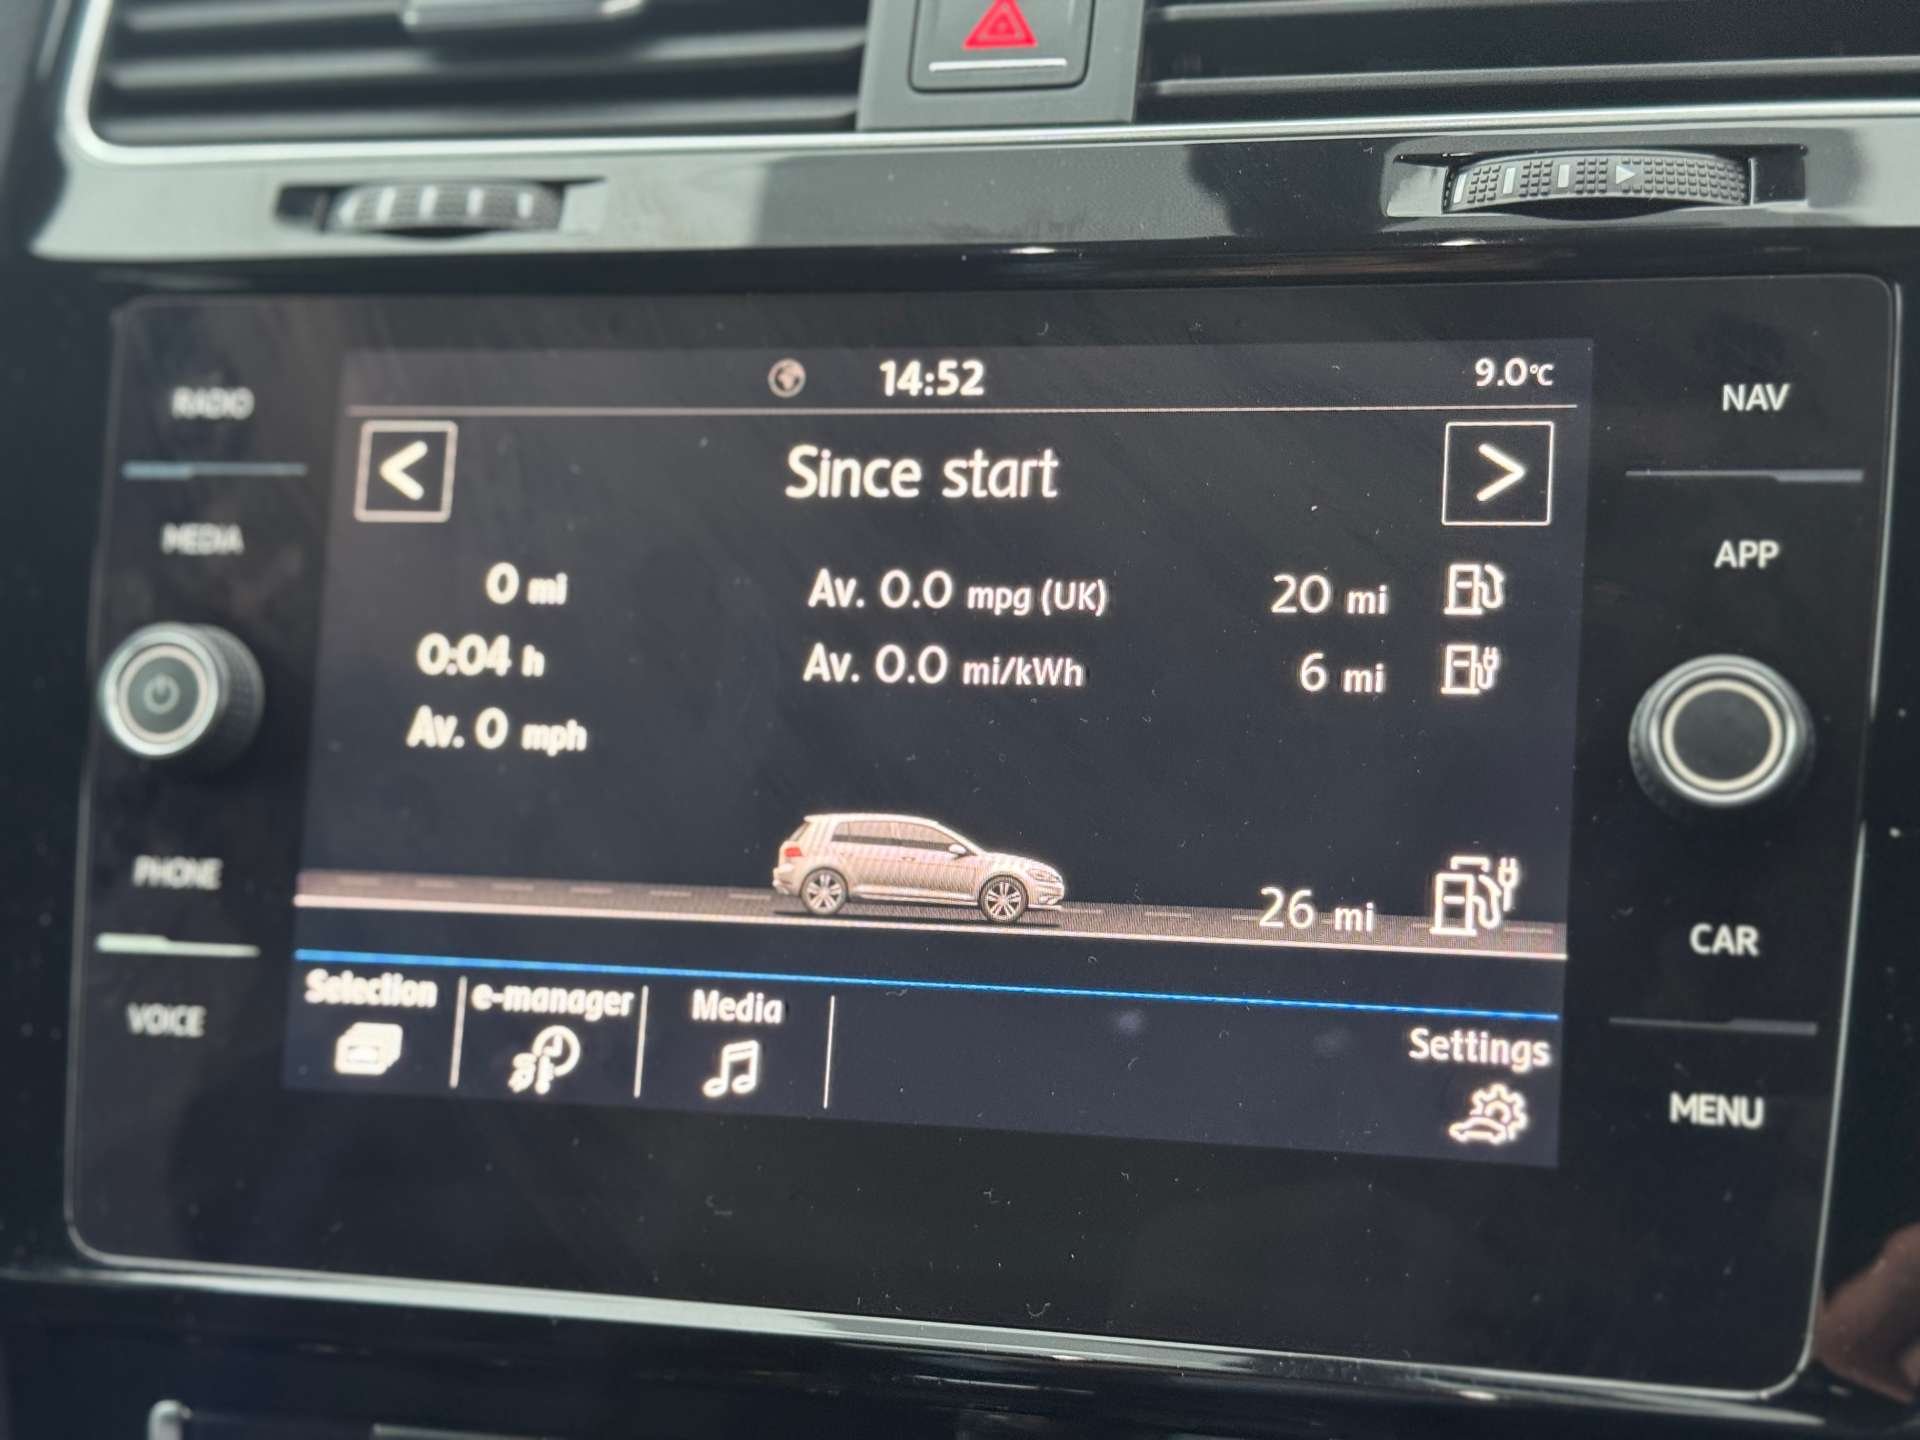 14:52
9.0°C
RADIO
NAV
<
Since start
>
MEDIA
APP
0 mi
Av. 0.0 mpg (UK)
20 mi
0:04 h
Av. 0.0 mi/kWh
6 mi
Av. 0 mph
PHONE
26 mi
CAR
VOICE
Selection
e-manager
Media
Settings
MENU